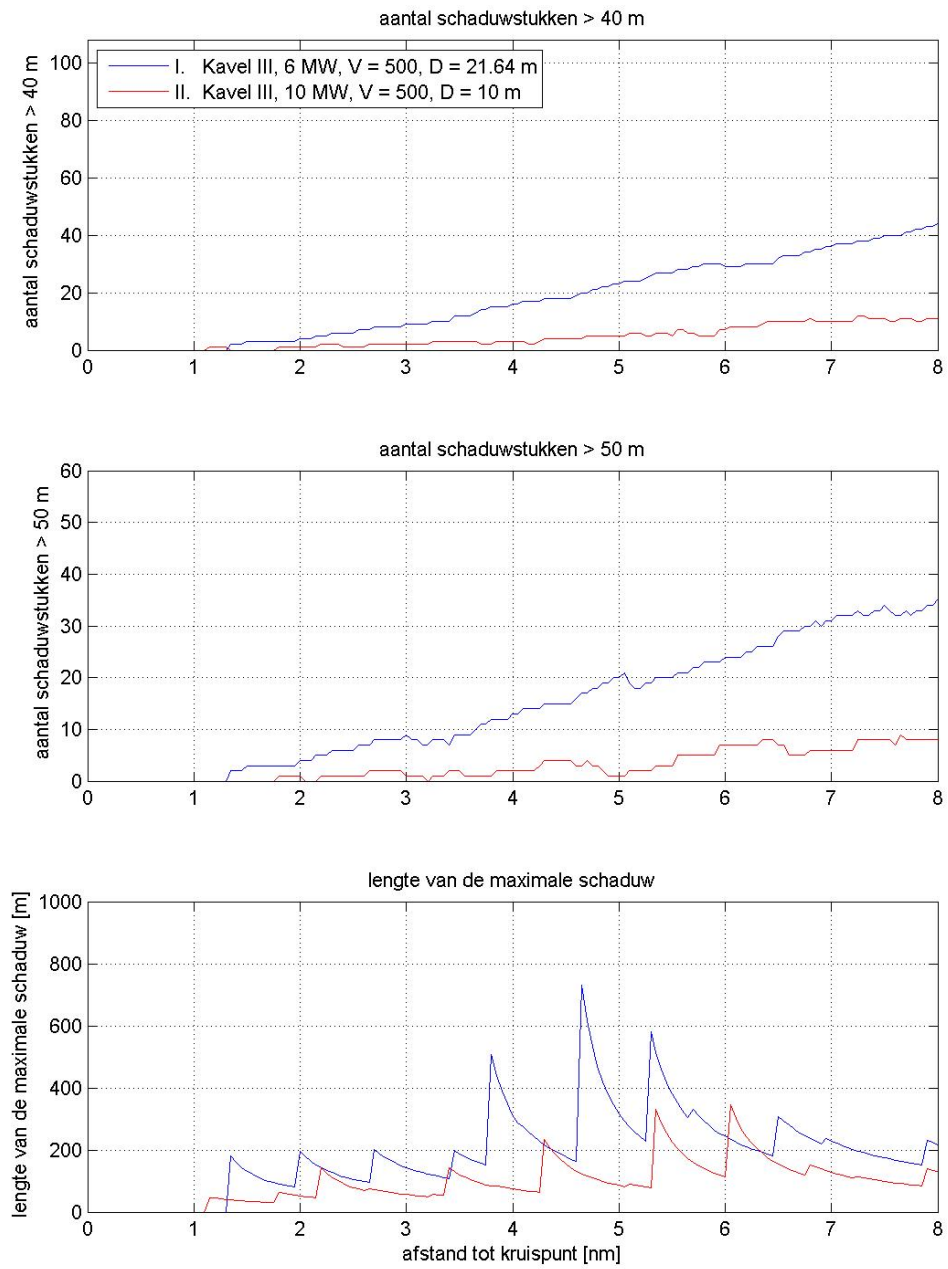 aantal schaduwstukken > 40 m
aantal schaduwstukken > 40 m
100
80
60
40
20
0
I. Kavel III, 6 MW, V = 500, D = 21.64 m
II. Kavel III, 10 MW, V = 500, D = 10 m
0 1 2 3 4 5 6 7 8
aantal schaduwstukken > 50 m
aantal schaduwstukken > 50 m
60
50
40
30
20
10
0
0 1 2 3 4 5 6 7 8
lengte van de maximale schaduw
lengte van de maximale schaduw [m]
1000
800
600
400
200
0
0 1 2 3 4 5 6 7 8
afstand tot kruispunt [nm]